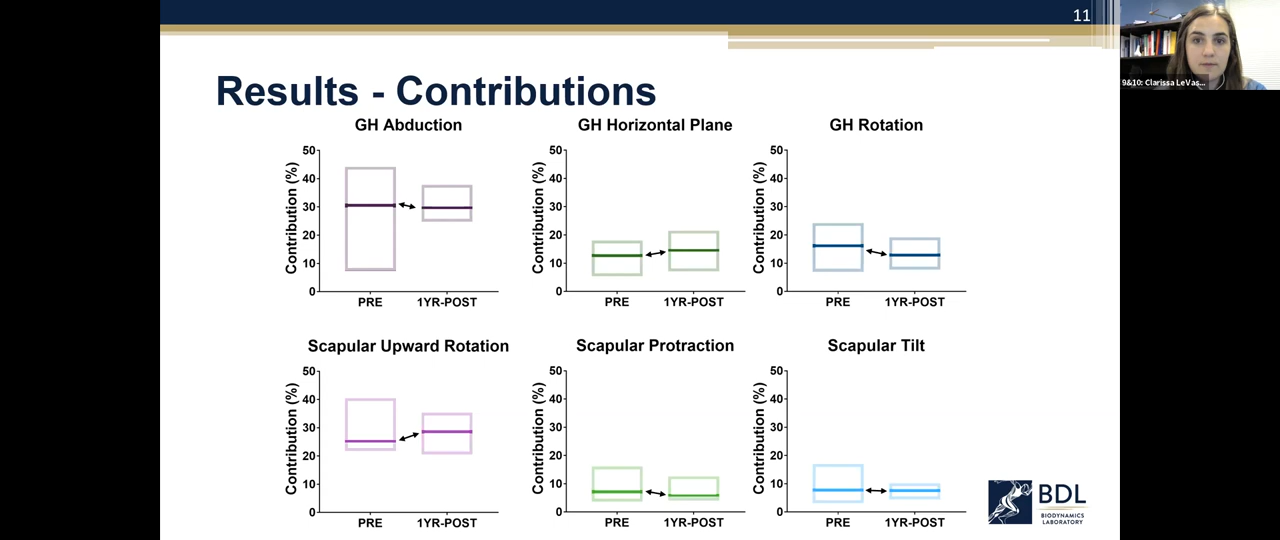 11
9&10: Clarissa LeVas...
Results - Contributions
GH Abduction
Contribution (%)
50
40
30
20
10
0
PRE 1YR-POST
GH Horizontal Plane
Contribution (%)
50
40
30
20
10
0
PRE 1YR-POST
GH Rotation
Contribution (%)
50
40
30
20
10
0
PRE 1YR-POST
Scapular Upward Rotation
Contribution (%)
50
40
30
20
10
0
PRE 1YR-POST
Scapular Protraction
Contribution (%)
50
40
30
20
10
0
PRE 1YR-POST
Scapular Tilt
Contribution (%)
50
40
30
20
10
0
PRE 1YR-POST
BDL
BIODYNAMICS
LABORATORY